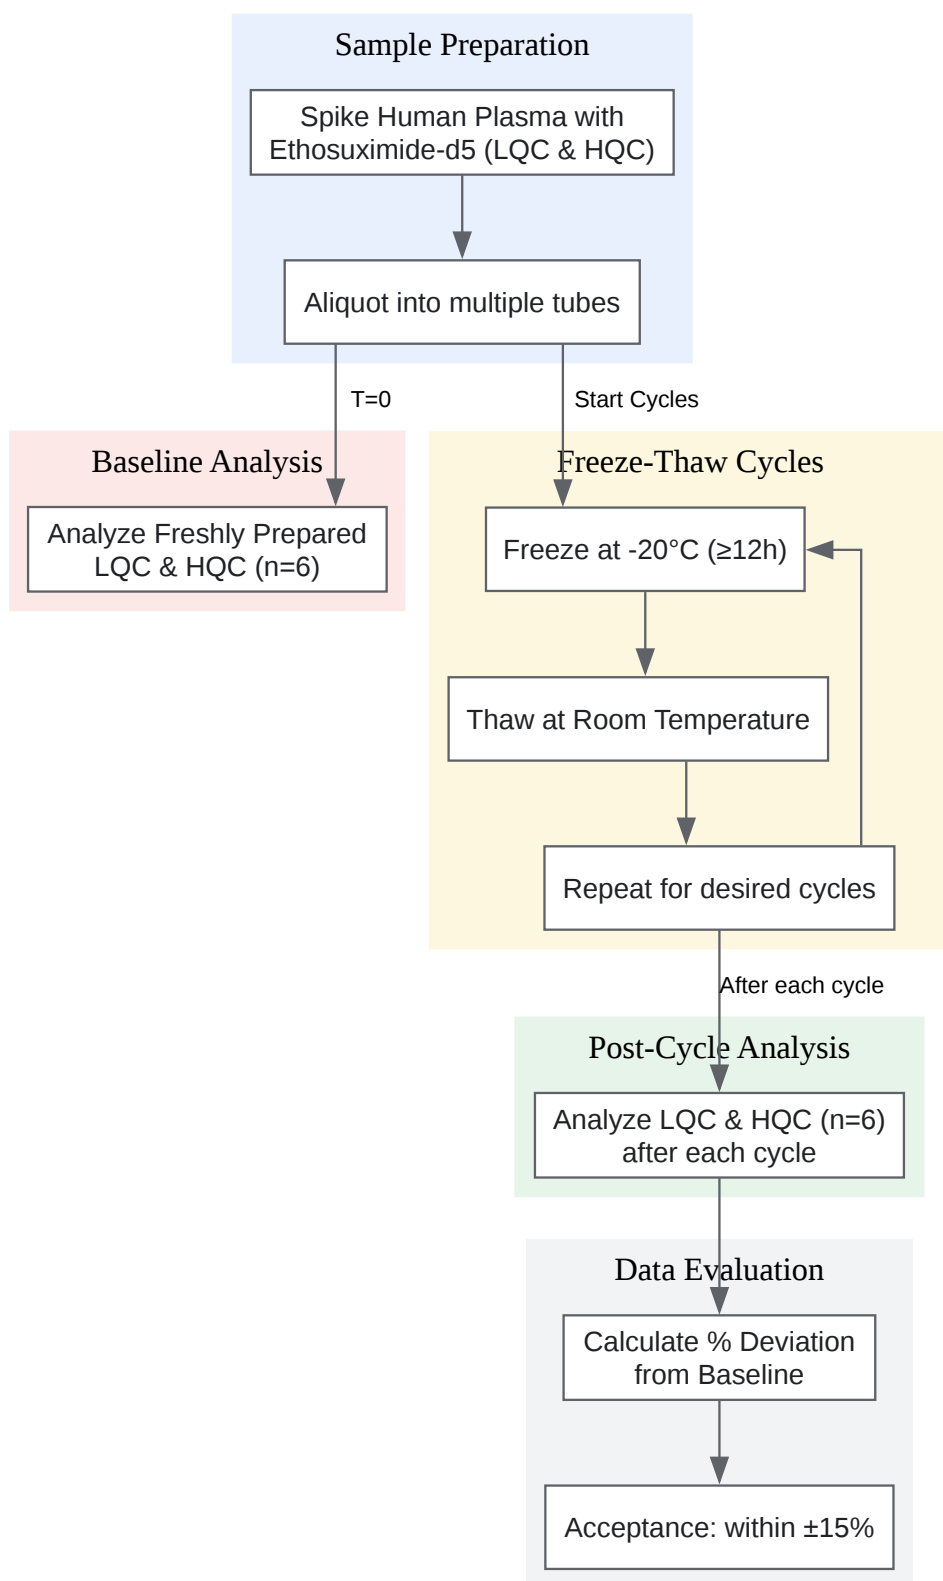 Sample Preparation
Spike Human Plasma with
Ethosuximide-d5 (LQC & HQC)
Aliquot into multiple tubes
T=0
Start Cycles
Baseline Analysis
Analyze Freshly Prepared
LQC & HQC (n=6)
Freeze-Thaw Cycles
Freeze at -20°C (≥12h)
Thaw at Room Temperature
Repeat for desired cycles
After each cycle
Post-Cycle Analysis
Analyze LQC & HQC (n=6)
after each cycle
Data Evaluation
Calculate % Deviation
from Baseline
Acceptance: within ±15%